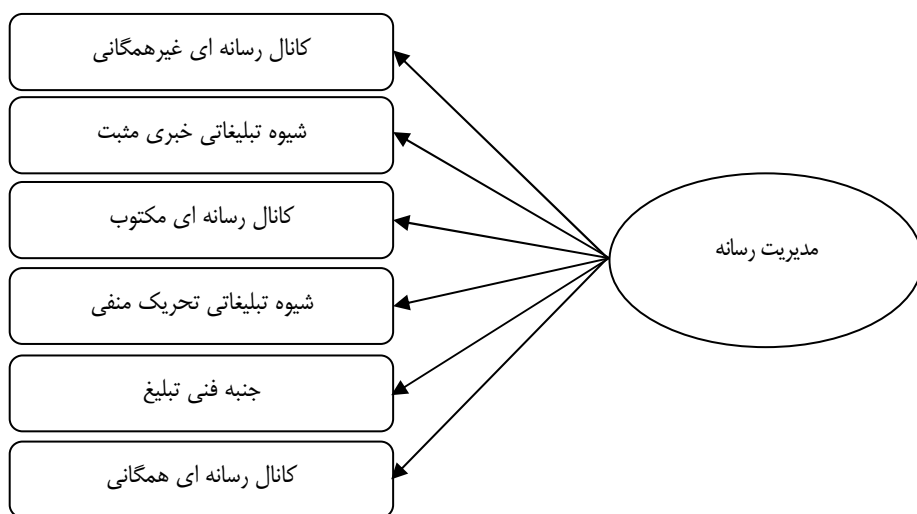 کانال رسانه ای غیرهمگانی
شیوه تبلیغاتی خبری مثبت
کانال رسانه ای مکتوب
مدیریت رسانه
شیوه تبلیغاتی تحریک منفی
جنبه فنی تبلیغ
کانال رسانه ای همگانی